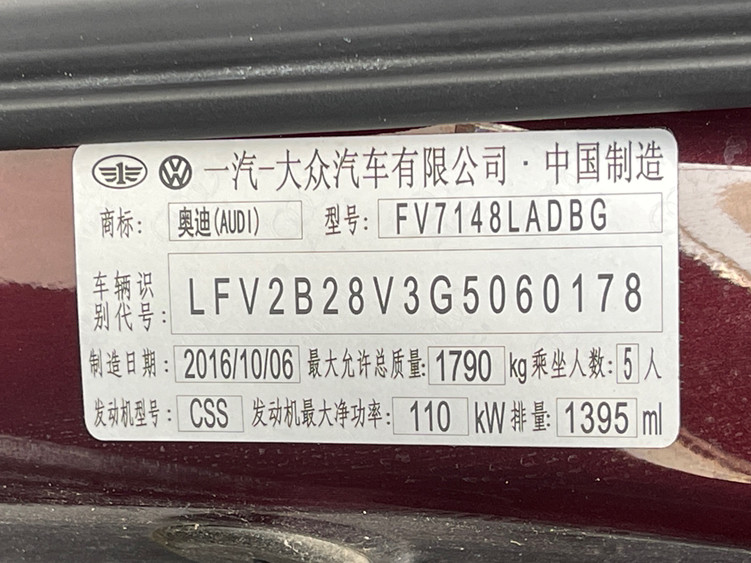 一汽-大众汽车有限公司·中国制造
商标: 奥迪(AUDI) 型号: FV7148LADBG
车辆识别代号: LFV2B28V3G5060178
制造日期: 2016/10/06 最大允许总质量: 1790 kg 乘坐人数: 5 人
发动机型号: CSS 发动机最大净功率: 110 kW 排量: 1395 ml